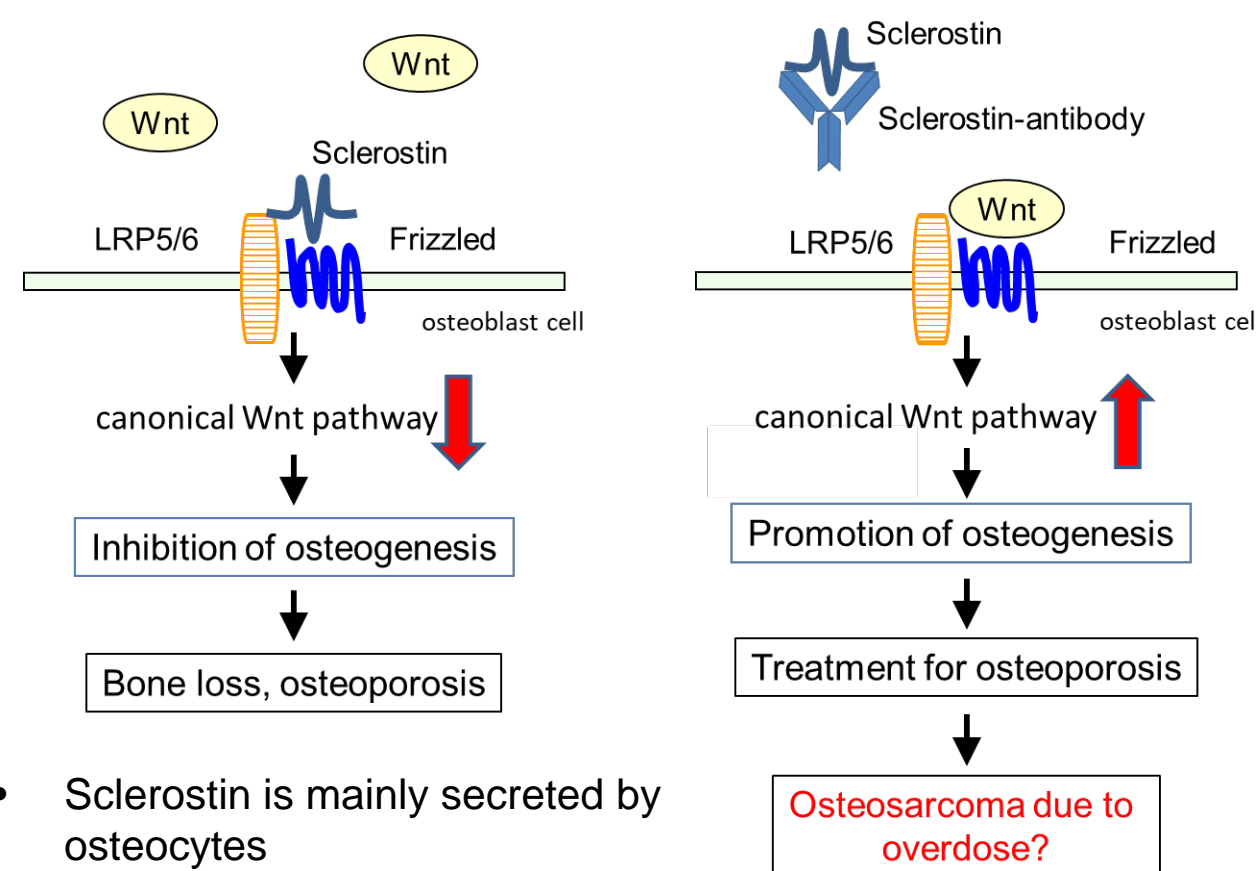 Wnt
Wnt
Sclerostin
LRP5/6
Frizzled
osteoblast cell
canonical Wnt pathway
Inhibition of osteogenesis
Bone loss, osteoporosis
• Sclerostin is mainly secreted by
osteocytes
Sclerostin
Sclerostin-antibody
Wnt
LRP5/6
Frizzled
osteoblast cel
canonical Wnt pathway
Promotion of osteogenesis
Treatment for osteoporosis
Osteosarcoma due to
overdose?